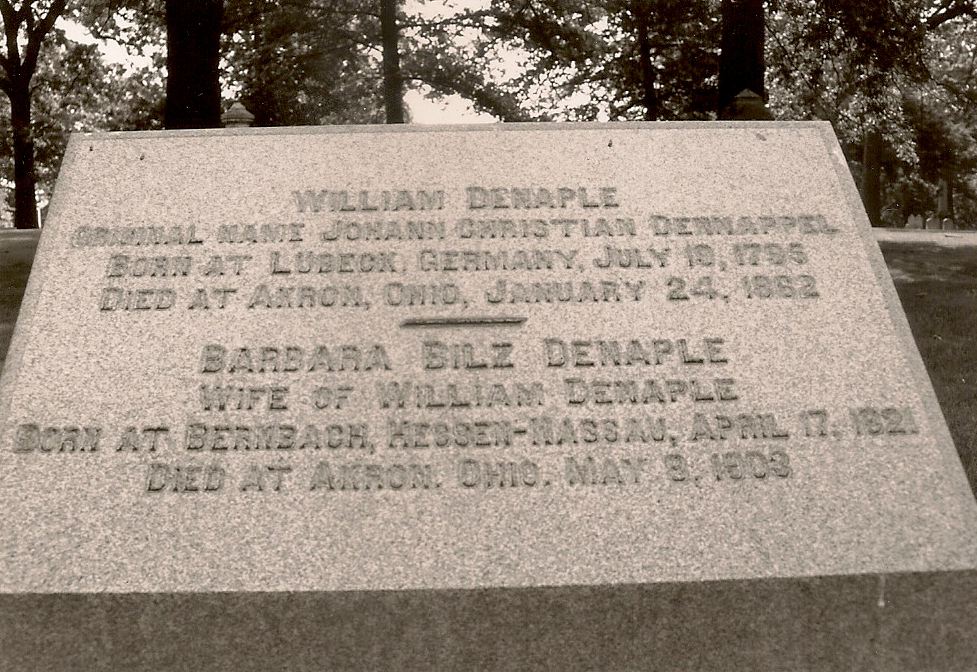 WILLIAM DENAPLE
ORIGINAL NAME JOHANN CHRISTIAN DENNAPPEL
BORN AT LUBECK, GERMANY, JULY 19, 1795
DIED AT AKRON, OHIO, JANUARY 24, 1862
BARBARA BILZ DENAPLE
WIFE OF WILLIAM DENAPLE
BORN AT BERNBACH, HESSEN-NASSAU, APRIL 17, 1821
DIED AT AKRON, OHIO, MAY 9, 1903